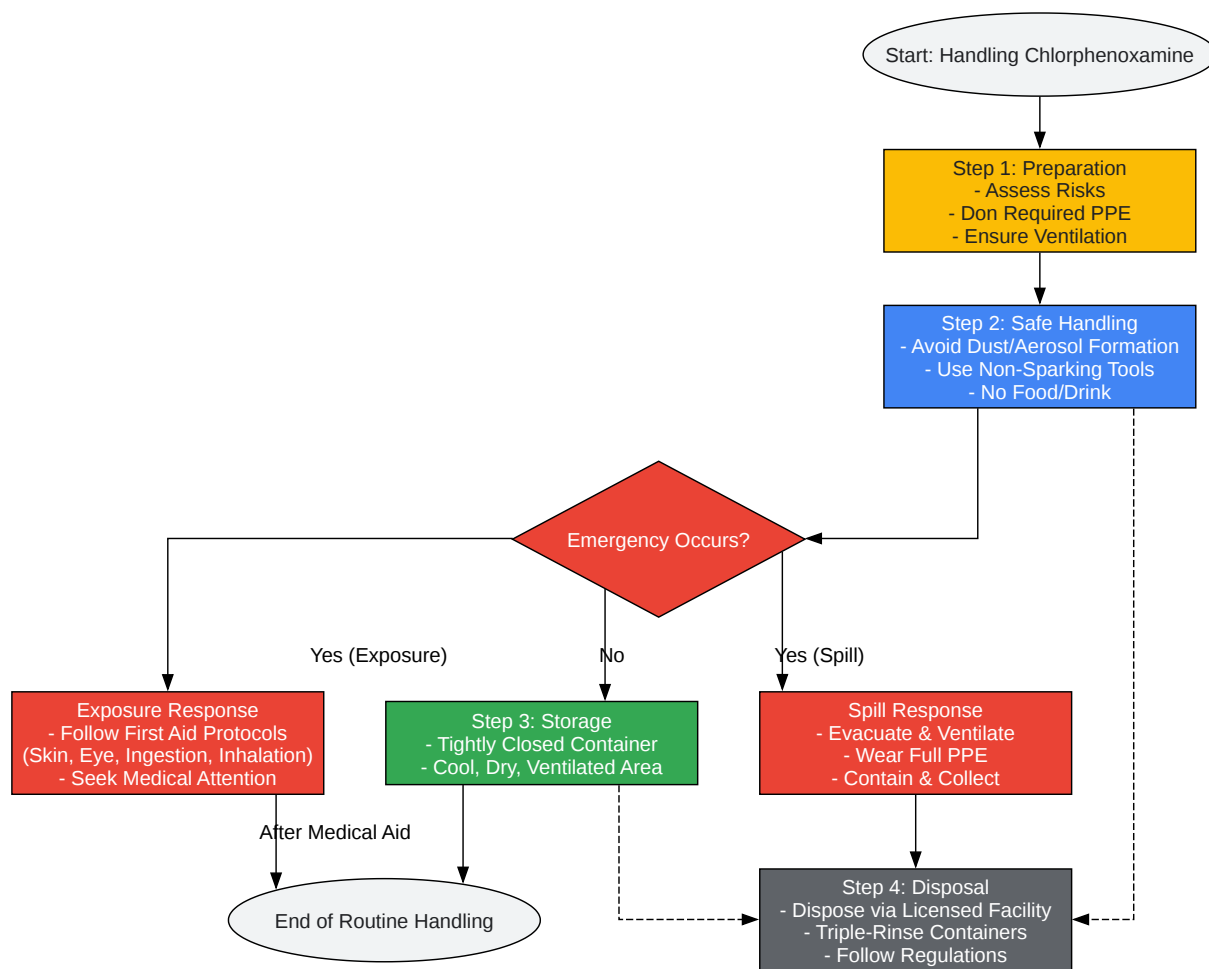 Start: Handling Chlorphenoxamine
Step 1: Preparation
- Assess Risks
- Don Required PPE
- Ensure Ventilation
Step 2: Safe Handling
- Avoid Dust/Aerosol Formation
- Use Non-Sparking Tools
- No Food/Drink
Emergency Occurs?
Yes (Exposure)
No
Yes (Spill)
Exposure Response
- Follow First Aid Protocols
(Skin, Eye, Ingestion, Inhalation)
- Seek Medical Attention
Step 3: Storage
- Tightly Closed Container
- Cool, Dry, Ventilated Area
Spill Response
- Evacuate & Ventilate
- Wear Full PPE
- Contain & Collect
After Medical Aid
End of Routine Handling
Step 4: Disposal
- Dispose via Licensed Facility
- Triple-Rinse Containers
- Follow Regulations